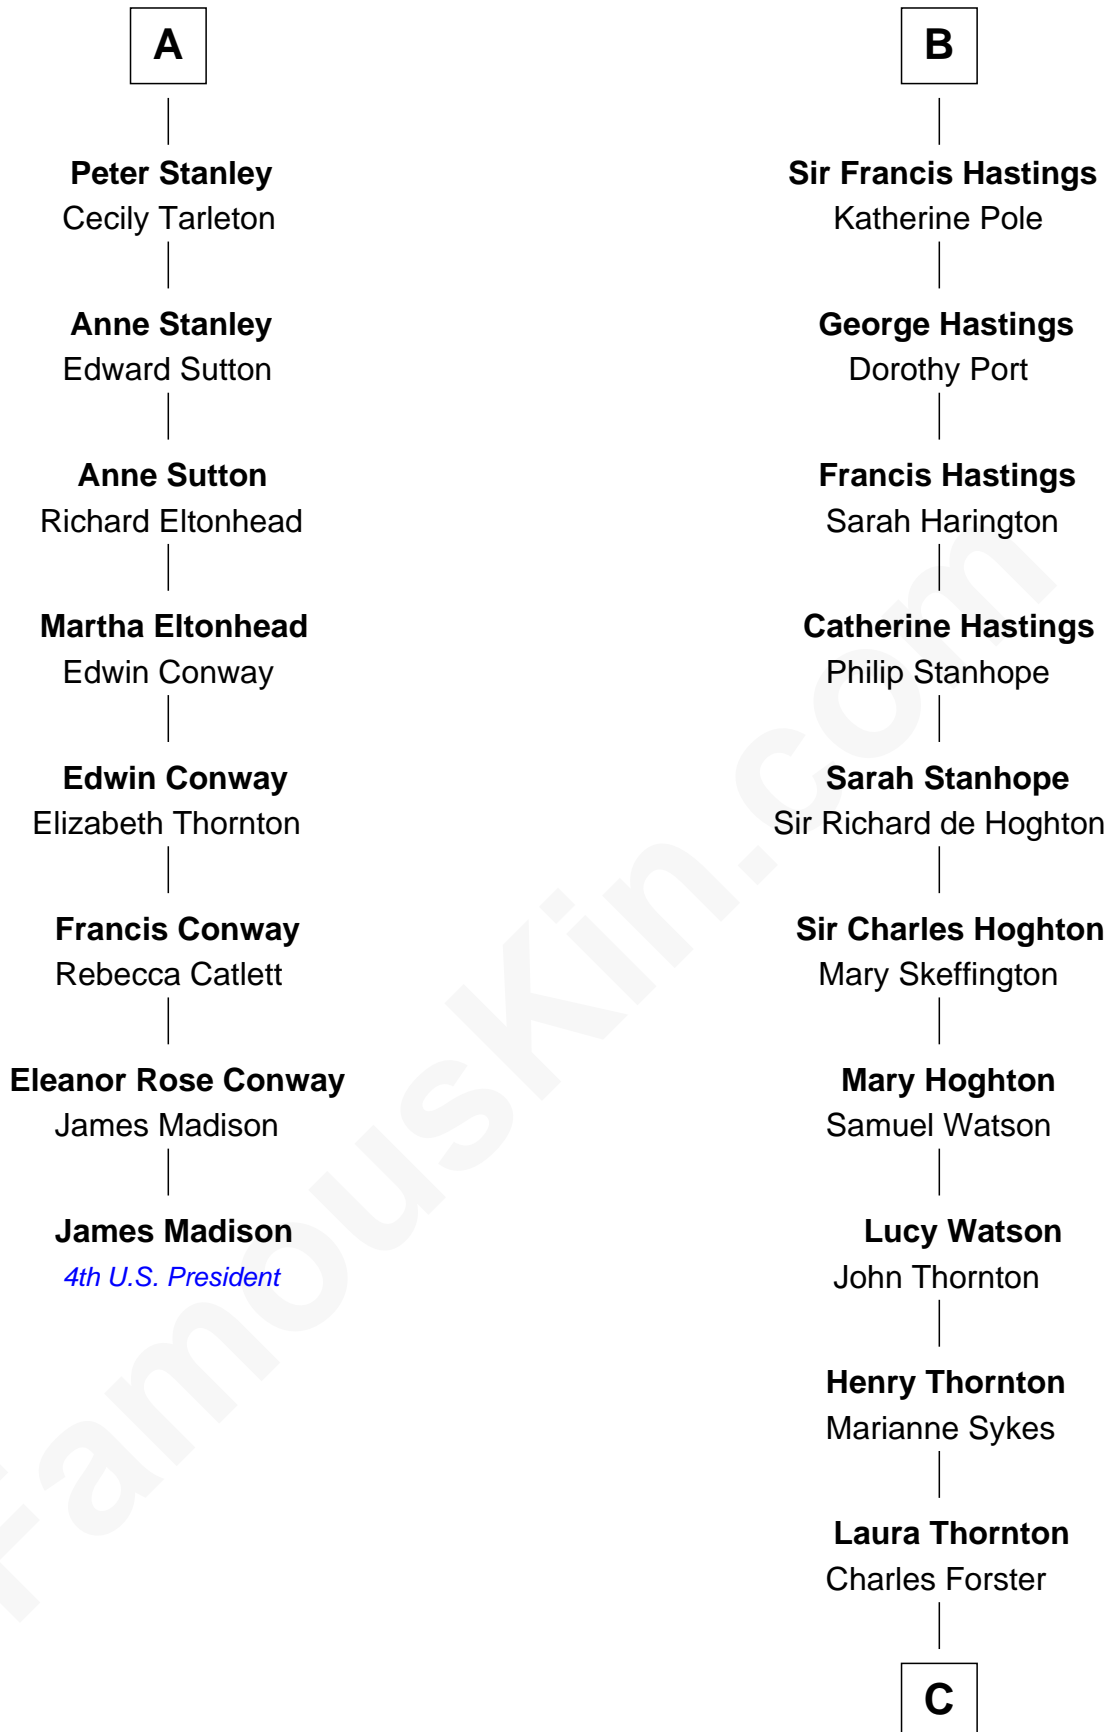 A
Peter Stanley
Cecily Tarleton
Anne Stanley
Edward Sutton
Anne Sutton
Richard Eltonhead
Martha Eltonhead
Edwin Conway
Edwin Conway
Elizabeth Thornton
Francis Conway
Rebecca Catlett
Eleanor Rose Conway
James Madison
James Madison
4th U.S. President
B
Sir Francis Hastings
Katherine Pole
George Hastings
Dorothy Port
Francis Hastings
Sarah Harington
Catherine Hastings
Philip Stanhope
Sarah Stanhope
Sir Richard de Hoghton
Sir Charles Hoghton
Mary Skeffington
Mary Hoghton
Samuel Watson
Lucy Watson
John Thornton
Henry Thornton
Marianne Sykes
Laura Thornton
Charles Forster
C
FamousKin.com